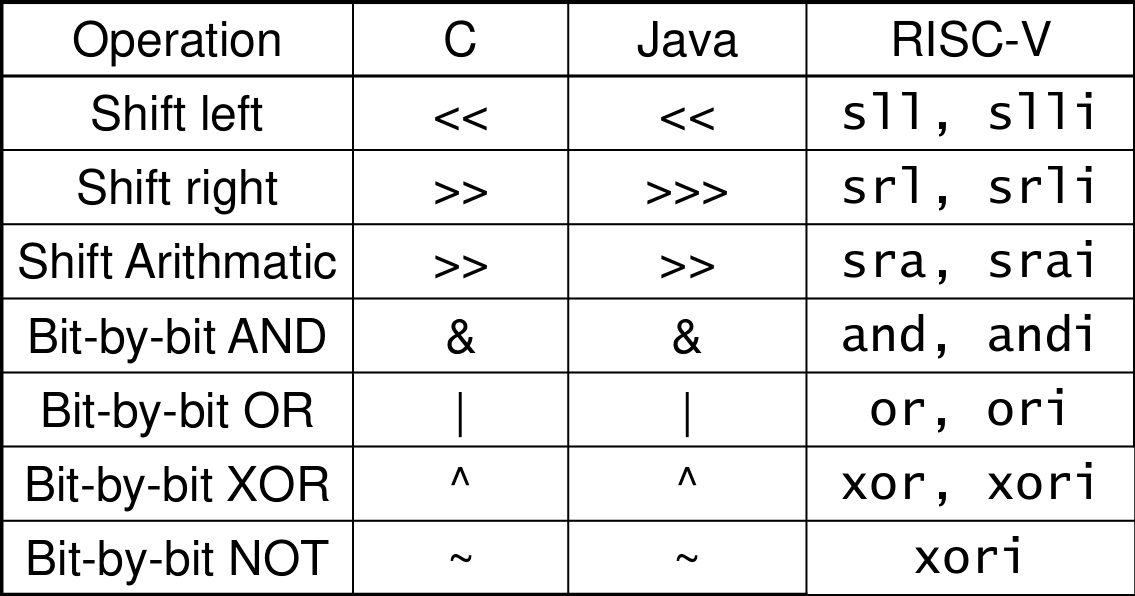 Operation C Java RISC-V
Shift left << << sll, slli
Shift right >> >>> srl, srli
Shift Arithmatic >> >> sra, srai
Bit-by-bit AND & & and, andi
Bit-by-bit OR | | or, ori
Bit-by-bit XOR ^ ^ xor, xori
Bit-by-bit NOT ~ ~ xori